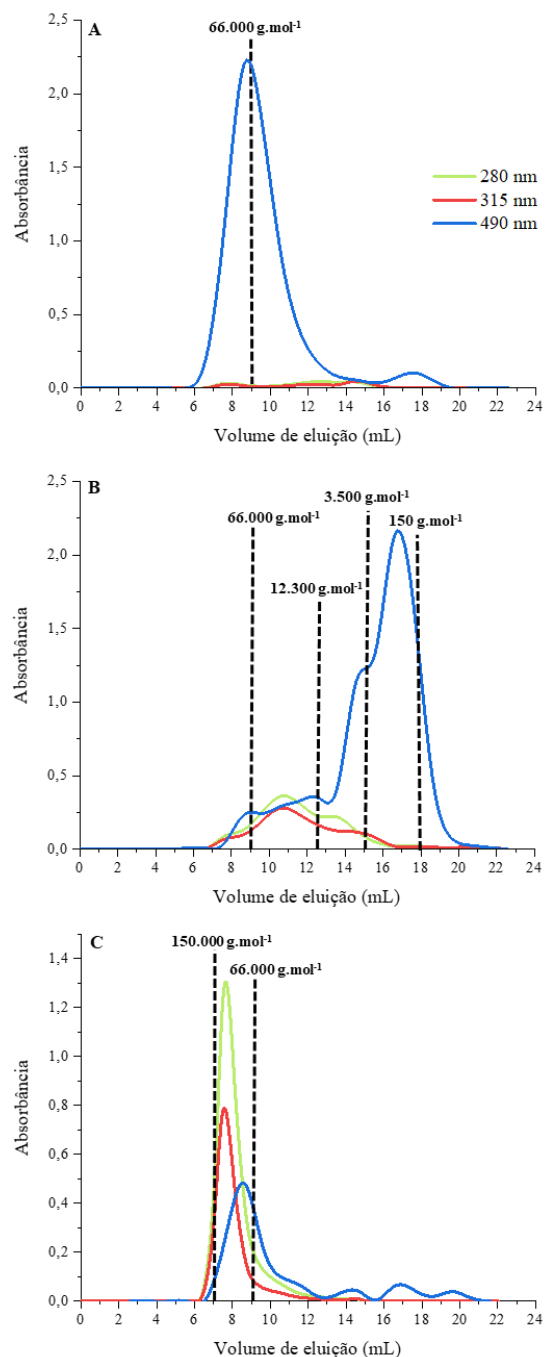 A
66.000 g.mol-1
2,5
2,0
1,5
1,0
0,5
0,0
Absorbância
280 nm
315 nm
490 nm
0 2 4 6 8 10 12 14 16 18 20 22 24
Volume de eluição (mL)
B
3.500 g.mol-1
66.000 g.mol-1
150 g.mol-1
12.300 g.mol-1
2,5
2,0
1,5
1,0
0,5
0,0
Absorbância
0 2 4 6 8 10 12 14 16 18 20 22 24
Volume de eluição (mL)
C
150.000 g.mol-1
66.000 g.mol-1
1,4
1,2
1,0
0,8
0,6
0,4
0,2
0,0
Absorbância
0 2 4 6 8 10 12 14 16 18 20 22 24
Volume de eluição (mL)